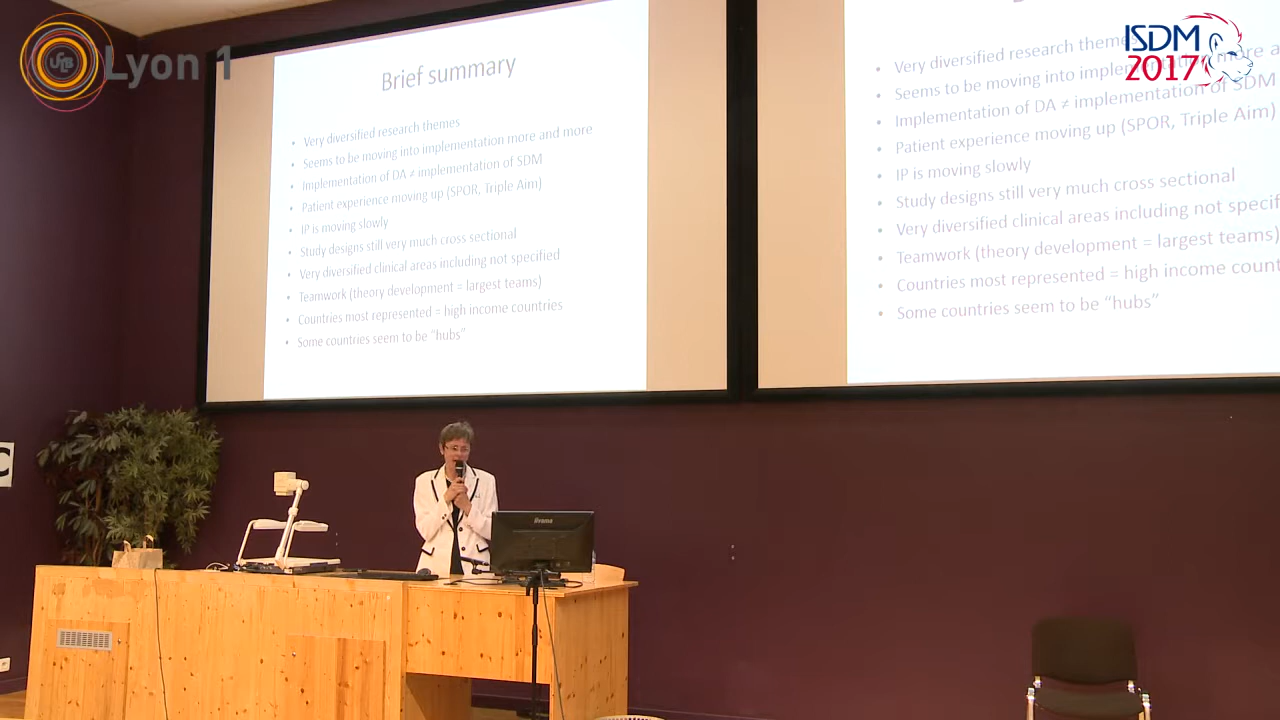 Lyon 1
UCBL
ISDM
2017
Brief summary
• Very diversified research themes
• Seems to be moving into implementation more and more
• Implementation of DA ≠ implementation of SDM
• Patient experience moving up (SPOR, Triple Aim)
• IP is moving slowly
• Study designs still very much cross sectional
• Very diversified clinical areas including not specified
• Teamwork (theory development = largest teams)
• Countries most represented = high income countries
• Some countries seem to be “hubs”
• Very diversified research themes
• Seems to be moving into implementation more a
• Implementation of DA ≠ implementation of SDM
• Patient experience moving up (SPOR, Triple Aim)
• IP is moving slowly
• Study designs still very much cross sectional
• Very diversified clinical areas including not specif
• Teamwork (theory development = largest teams)
• Countries most represented = high income count
• Some countries seem to be “hubs”
C
iiyama